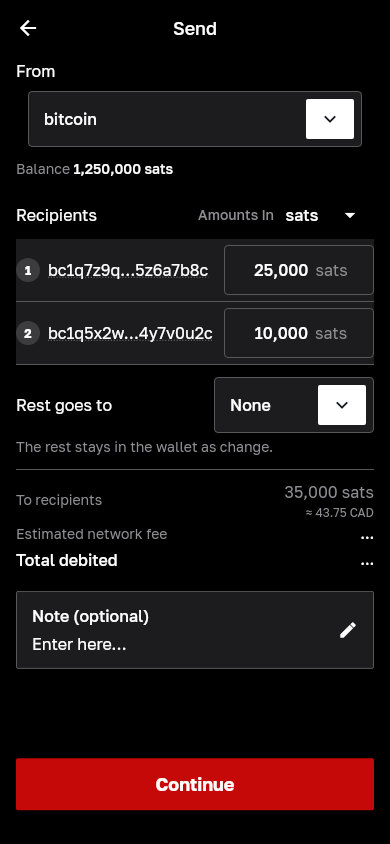 Send
From
bitcoin
Balance 1,250,000 sats
Recipients Amounts in sats
1 bc1q7z9q...5z6a7b8c 25,000 sats
2 bc1q5x2w...4y7v0u2c 10,000 sats
Rest goes to None
The rest stays in the wallet as change.
To recipients 35,000 sats
≈ 43.75 CAD
Estimated network fee ...
Total debited ...
Note (optional)
Enter here...
Continue